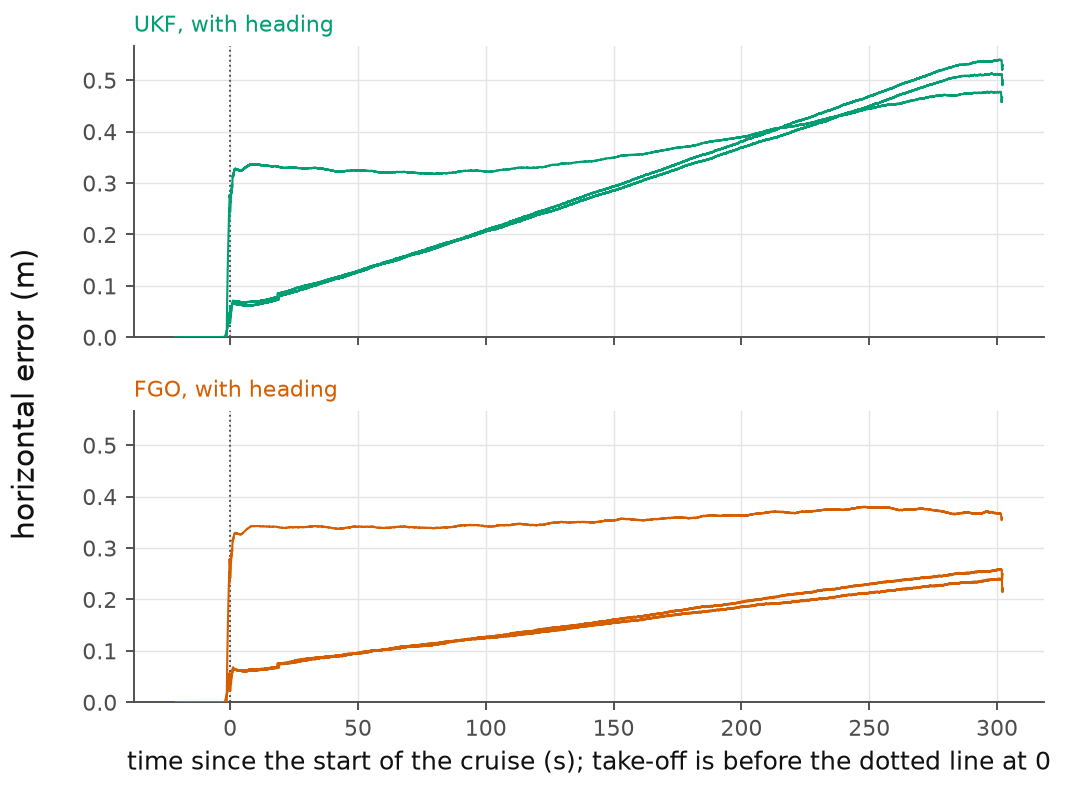 UKF, with heading
0.5
0.4
0.3
0.2
0.1
0.0
FGO, with heading
0.5
0.4
0.3
0.2
0.1
0.0
0 50 100 150 200 250 300
horizontal error (m)
time since the start of the cruise (s); take-off is before the dotted line at 0